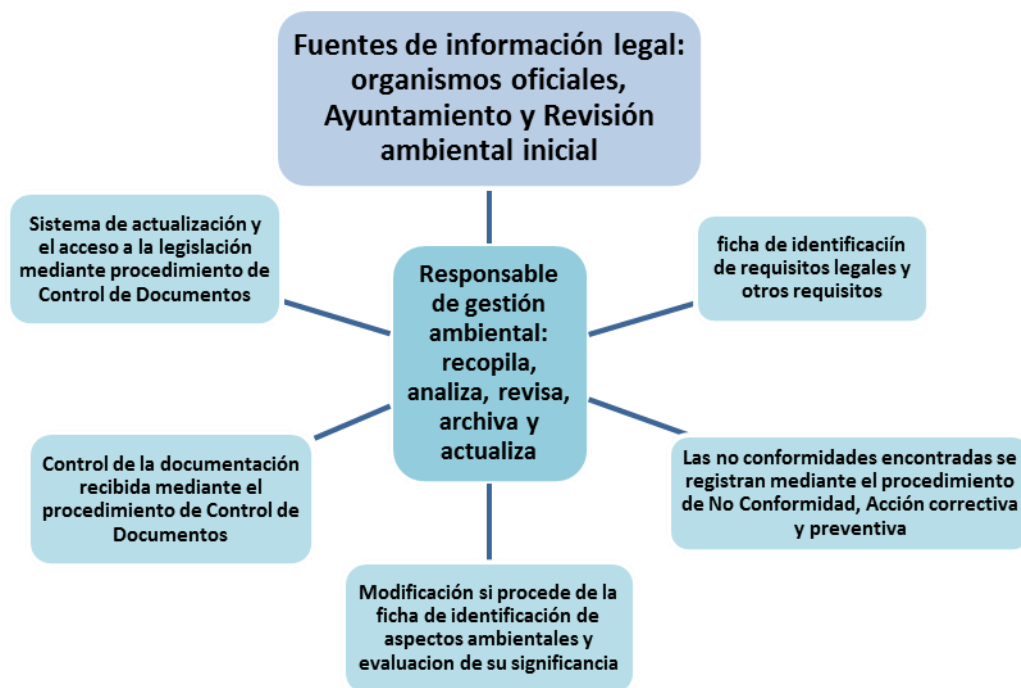 Fuentes de información legal:
organismos oficiales,
Ayuntamiento y Revisión
ambiental inicial
Sistema de actualización y
el acceso a la legislación
mediante procedimiento de
Control de Documentos
Responsable
de gestión
ambiental:
recopila,
analiza, revisa,
archiva y
actualiza
ficha de identificaciín
de requisitos legales y
otros requisitos
Control de la documentación
recibida mediante el
procedimiento de Control de
Documentos
Las no conformidades encontradas se
registran mediante el procedimiento
de No Conformidad, Acción correctiva
y preventiva
Modificación si procede de la
ficha de identificación de
aspectos ambientales y
evaluacion de su significancia